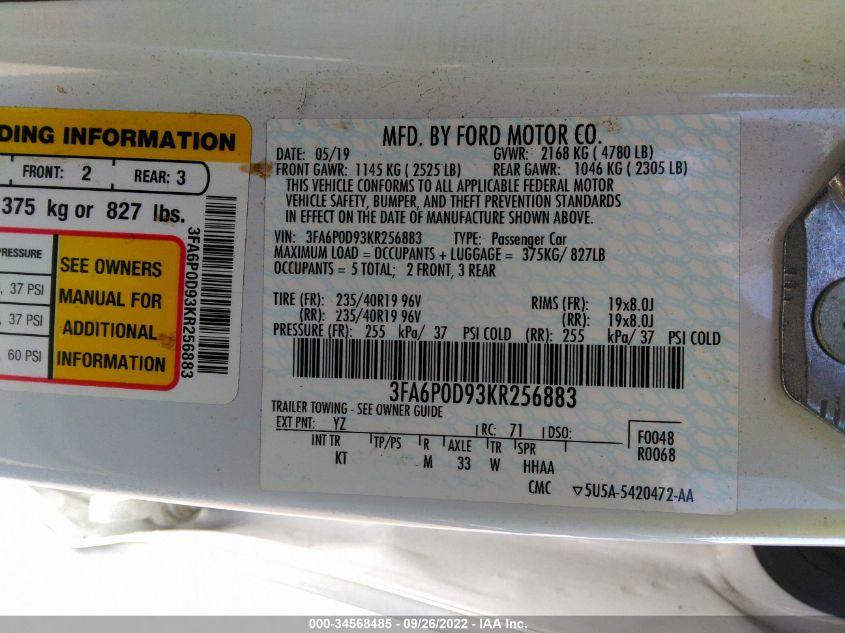 DING INFORMATION
FRONT: 2 REAR: 3
375 kg or 827 lbs.
PRESSURE
, 37 PSI
, 37 PSI
, 60 PSI
SEE OWNERS
MANUAL FOR
ADDITIONAL
INFORMATION
3FA6P0D93KR256883
MFD. BY FORD MOTOR CO.
DATE: 05/19 GVWR: 2168 KG ( 4780 LB)
FRONT GAWR: 1145 KG ( 2525 LB) REAR GAWR: 1046 KG ( 2305 LB)
THIS VEHICLE CONFORMS TO ALL APPLICABLE FEDERAL MOTOR
VEHICLE SAFETY, BUMPER, AND THEFT PREVENTION STANDARDS
IN EFFECT ON THE DATE OF MANUFACTURE SHOWN ABOVE.
VIN: 3FA6P0D93KR256883 TYPE: Passenger Car
MAXIMUM LOAD = OCCUPANTS + LUGGAGE = 375KG/ 827LB
OCCUPANTS = 5 TOTAL; 2 FRONT, 3 REAR
TIRE (FR): 235/40R19 96V RIMS (FR): 19x8.0J
(RR): 235/40R19 96V (RR): 19x8.0J
PRESSURE (FR): 255 kPa/ 37 PSI COLD (RR): 255 kPa/ 37 PSI COLD
3FA6P0D93KR256883
TRAILER TOWING - SEE OWNER GUIDE
EXT PNT: YZ RC: 71 DSO: F0048
INT TR TP/PS R AXLE TR SPR R0068
KT M 33 W HHAA
CMC ▽5U5A-5420472-AA
000-34568485 - 09/26/2022 - IAA Inc.